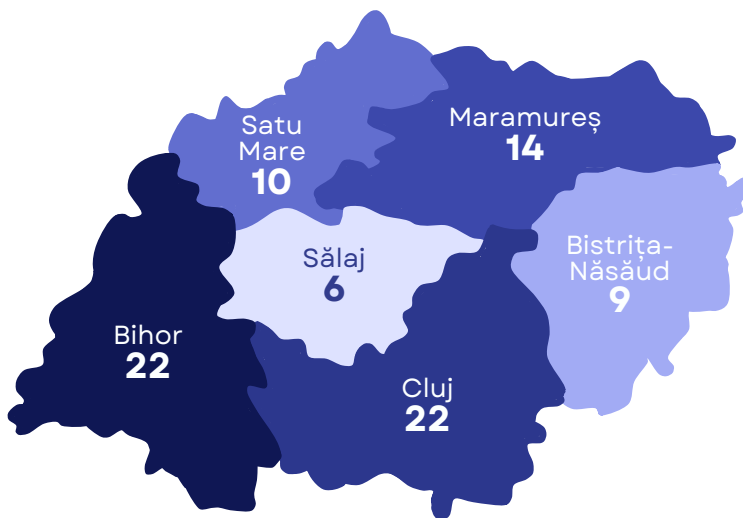 Satu
Mare
10
Maramureș
14
Sălaj
6
Bistrița-
Năsăud
9
Bihor
22
Cluj
22